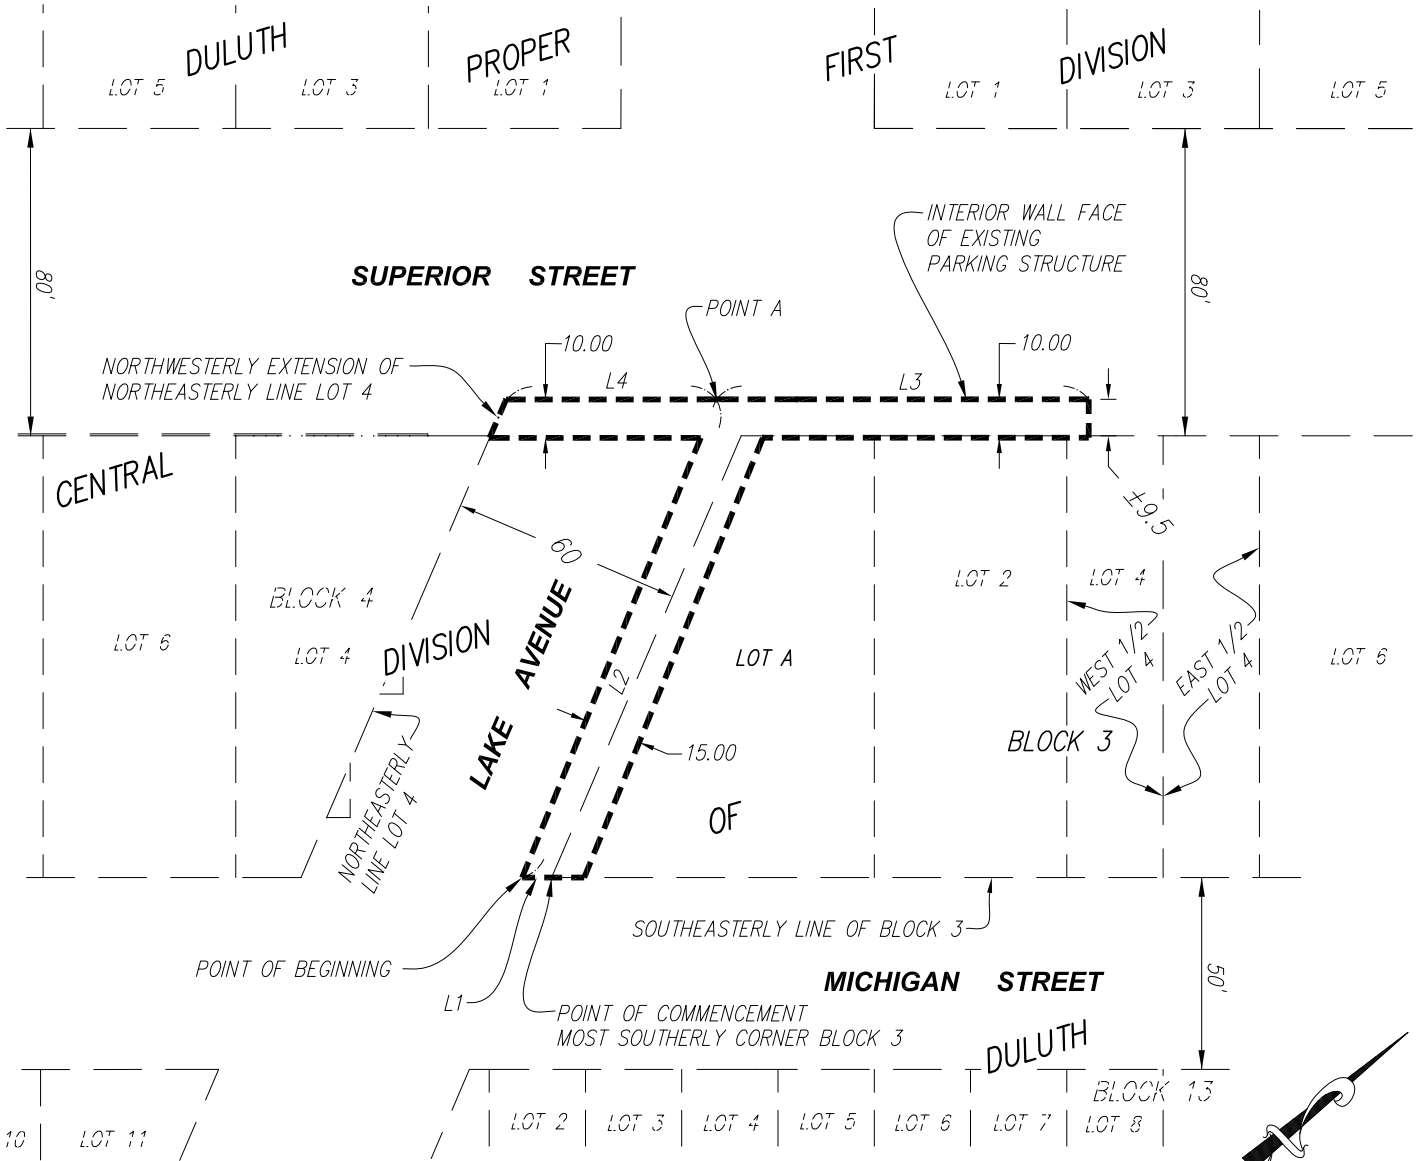 DULUTH PROPER FIRST DIVISION
LOT 5 LOT 3 LOT 1 LOT 1 LOT 3 LOT 5
80'
80'
INTERIOR WALL FACE
OF EXISTING
PARKING STRUCTURE
SUPERIOR STREET
POINT A
10.00
10.00
NORTHWESTERLY EXTENSION OF
NORTHEASTERLY LINE LOT 4
L4
L3
CENTRAL
±9.5
60
BLOCK 4
LOT 6
LOT 4
DIVISION
LAKE AVENUE
L2
LOT A
LOT 2
LOT 4
WEST 1/2
LOT 4
EAST 1/2
LOT 4
LOT 6
BLOCK 3
15.00
NORTHEASTERLY
LINE LOT 4
OF
SOUTHEASTERLY LINE OF BLOCK 3
POINT OF BEGINNING
L1
MICHIGAN STREET
50'
POINT OF COMMENCEMENT
MOST SOUTHERLY CORNER BLOCK 3
DULUTH
BLOCK 13
10 LOT 11 LOT 2 LOT 3 LOT 4 LOT 5 LOT 6 LOT 7 LOT 8